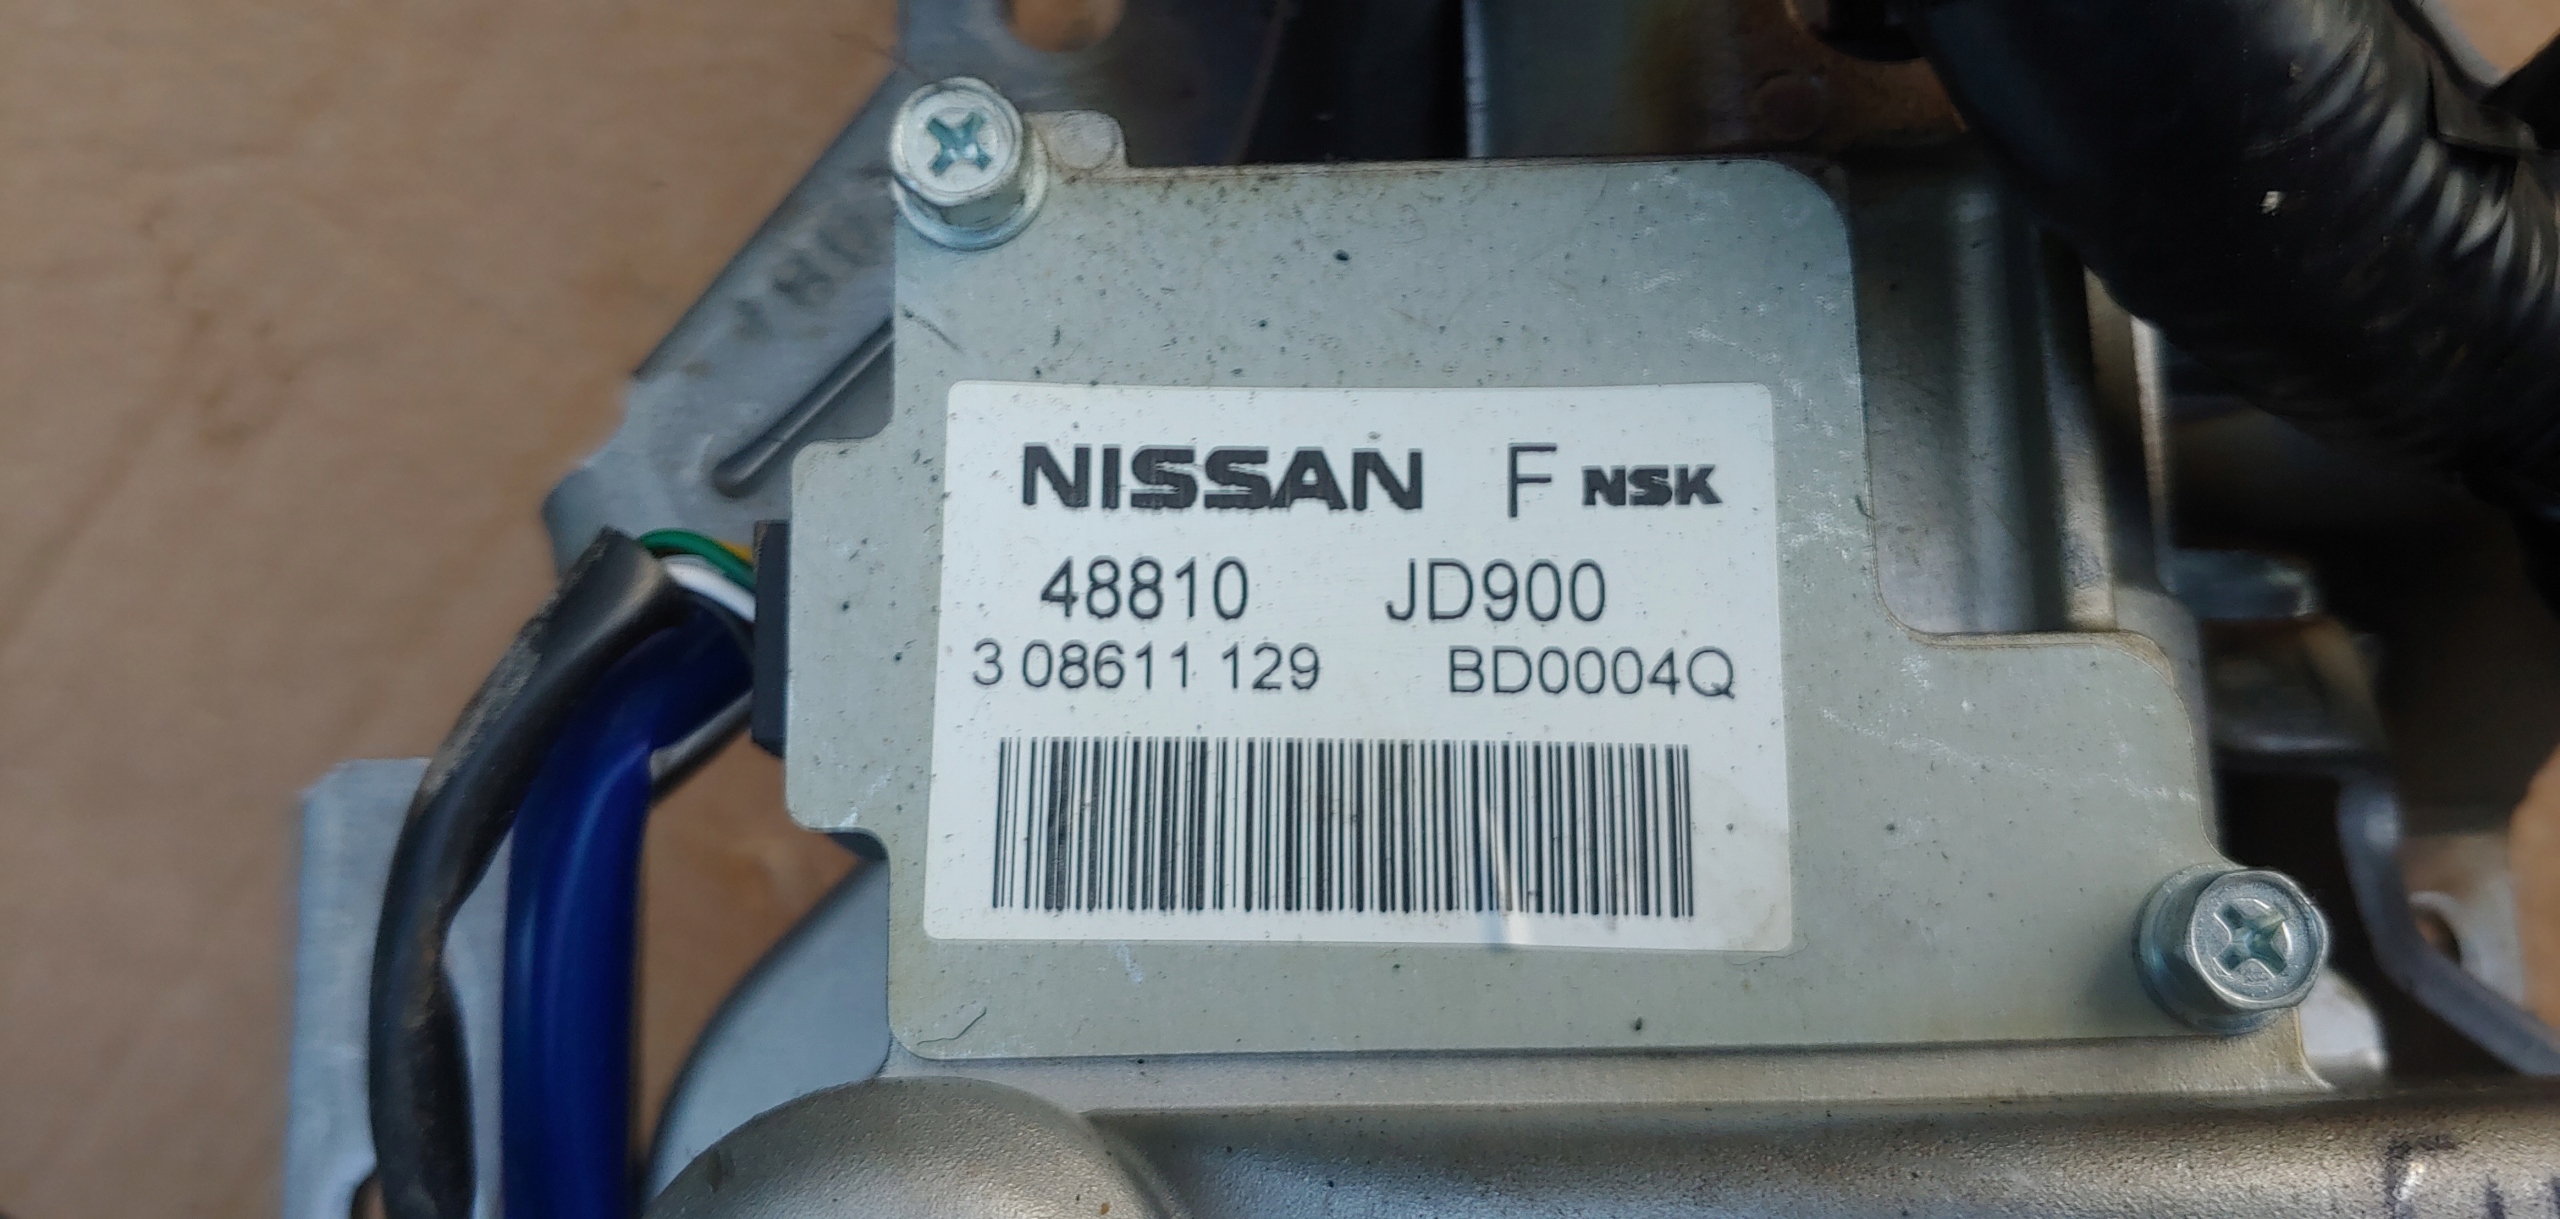 NISSAN F NSK
48810 JD900
3 08611 129 BD0004Q